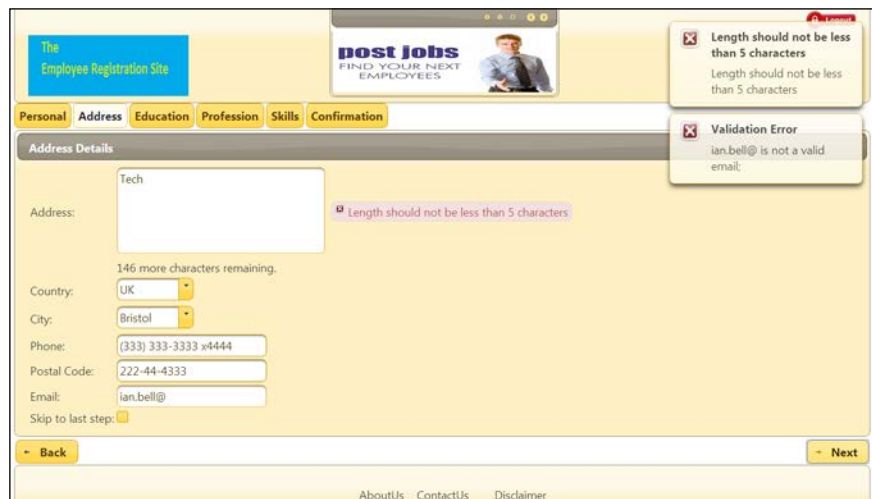 Logout
The
Employee Registration Site
post jobs
FIND YOUR NEXT
EMPLOYEES
Length should not be less
than 5 characters
Length should not be less
than 5 characters
Validation Error
ian.bell@ is not a valid
email;
Personal Address Education Profession Skills Confirmation
Address Details
Address:
Tech
Length should not be less than 5 characters
146 more characters remaining.
Country: UK
City: Bristol
Phone: (333) 333-3333 x4444
Postal Code: 222-44-4333
Email: ian.bell@
Skip to last step:
Back
Next
AboutUs ContactUs Disclaimer